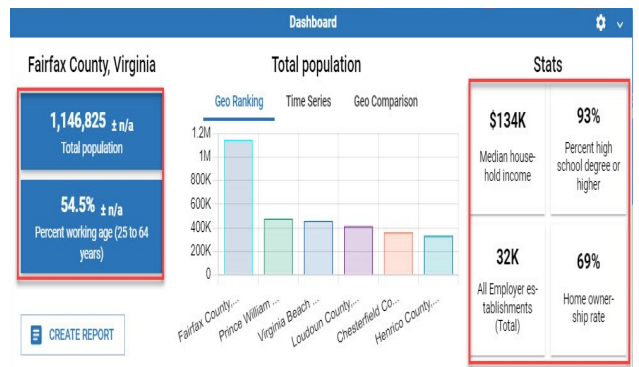 Dashboard
Fairfax County, Virginia
1,146,825 ± n/a
Total population
54.5% ± n/a
Percent working age (25 to 64
years)
CREATE REPORT
Total population
Geo Ranking Time Series Geo Comparison
1.2M
1M
800K
600K
400K
200K
0
Fairfax County,...
Prince William ...
Virginia Beach ...
Loudoun County,...
Chesterfield Co...
Henrico County,...
Stats
$134K
Median house-
hold income
93%
Percent high
school degree or
higher
32K
All Employer es-
tablishments
(Total)
69%
Home owner-
ship rate